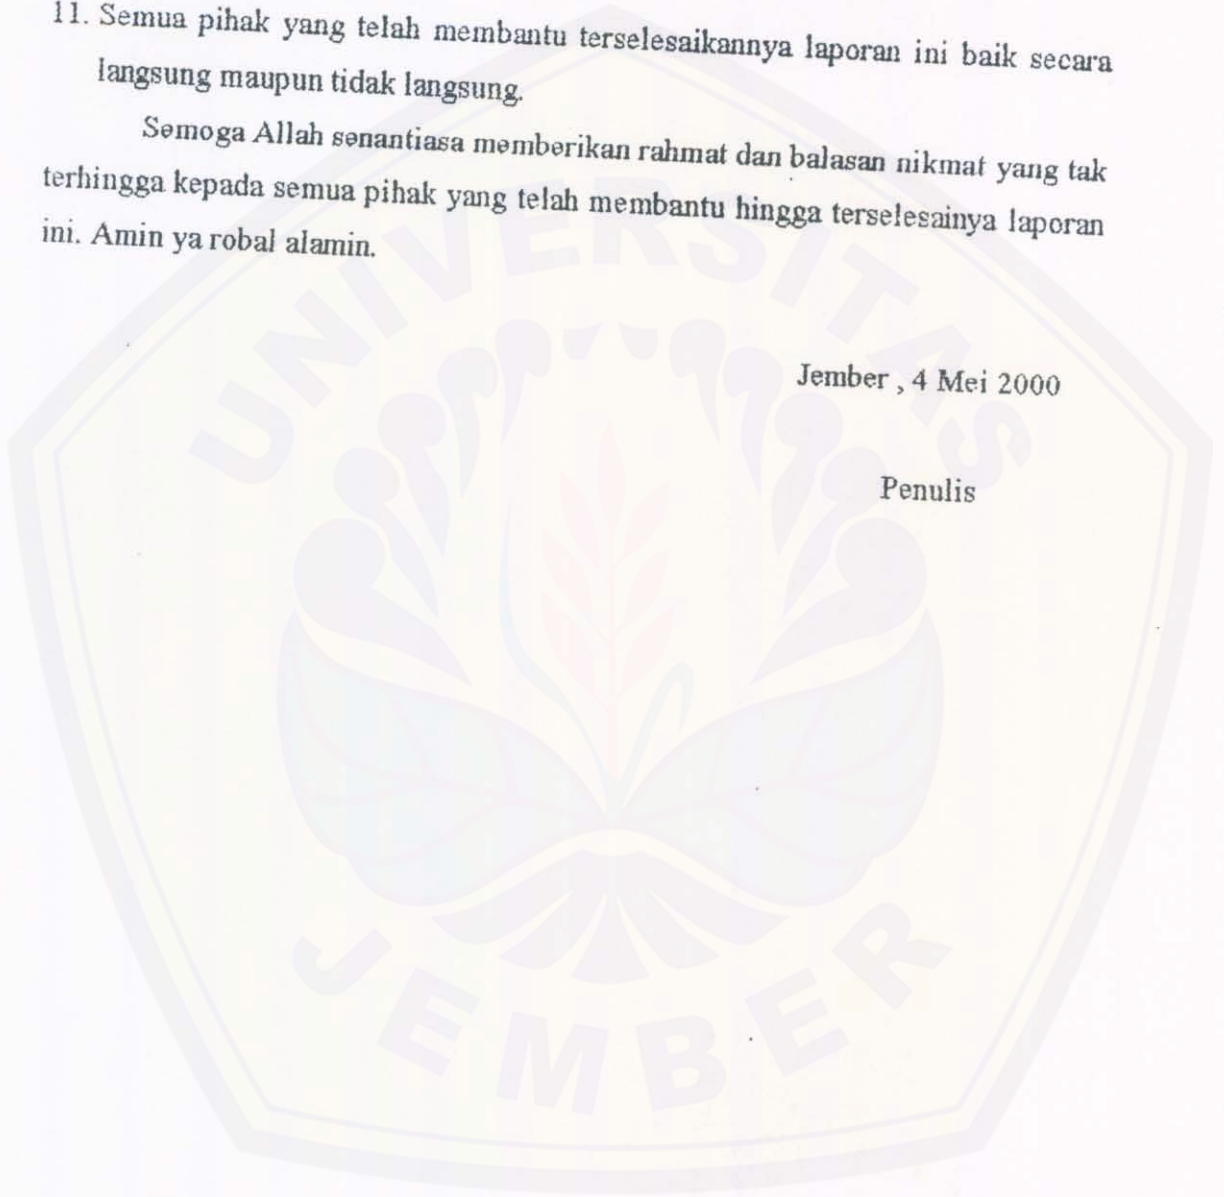 11. Semua pihak yang telah membantu terselesaikannya laporan ini baik secara
langsung maupun tidak langsung.
Semoga Allah senantiasa memberikan rahmat dan balasan nikmat yang tak
terhingga kepada semua pihak yang telah membantu hingga terselesainya laporan
ini. Amin ya robal alamin.
Jember , 4 Mei 2000
Penulis
UNIVERSITAS
JEMBER